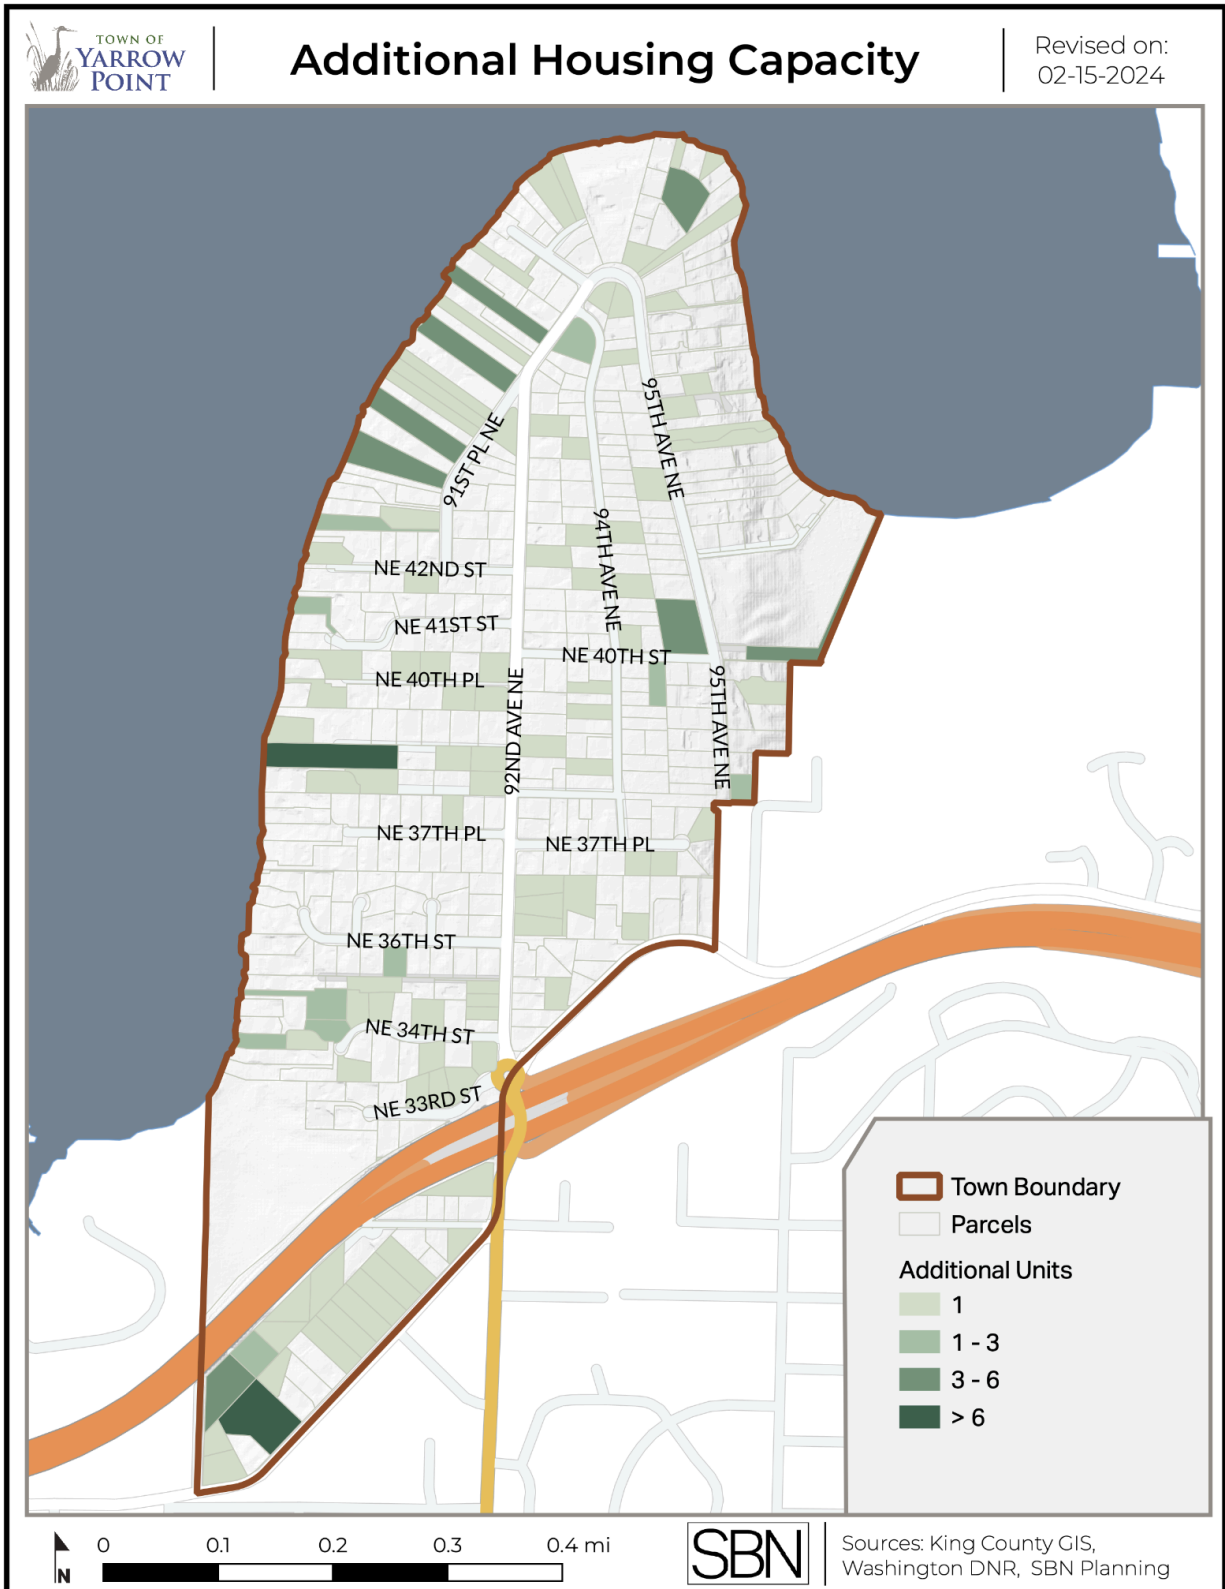 TOWN OF
YARROW
POINT
Additional Housing Capacity
Revised on:
02-15-2024
91ST PL NE
95TH AVE NE
94TH AVE NE
NE 42ND ST
NE 41ST ST
NE 40TH ST
NE 40TH PL
92ND AVE NE
95TH AVE NE
NE 37TH PL
NE 37TH PL
NE 36TH ST
NE 34TH ST
NE 33RD ST
Town Boundary
Parcels
Additional Units
1
1 - 3
3 - 6
> 6
N
0 0.1 0.2 0.3 0.4 mi
SBN
Sources: King County GIS,
Washington DNR, SBN Planning